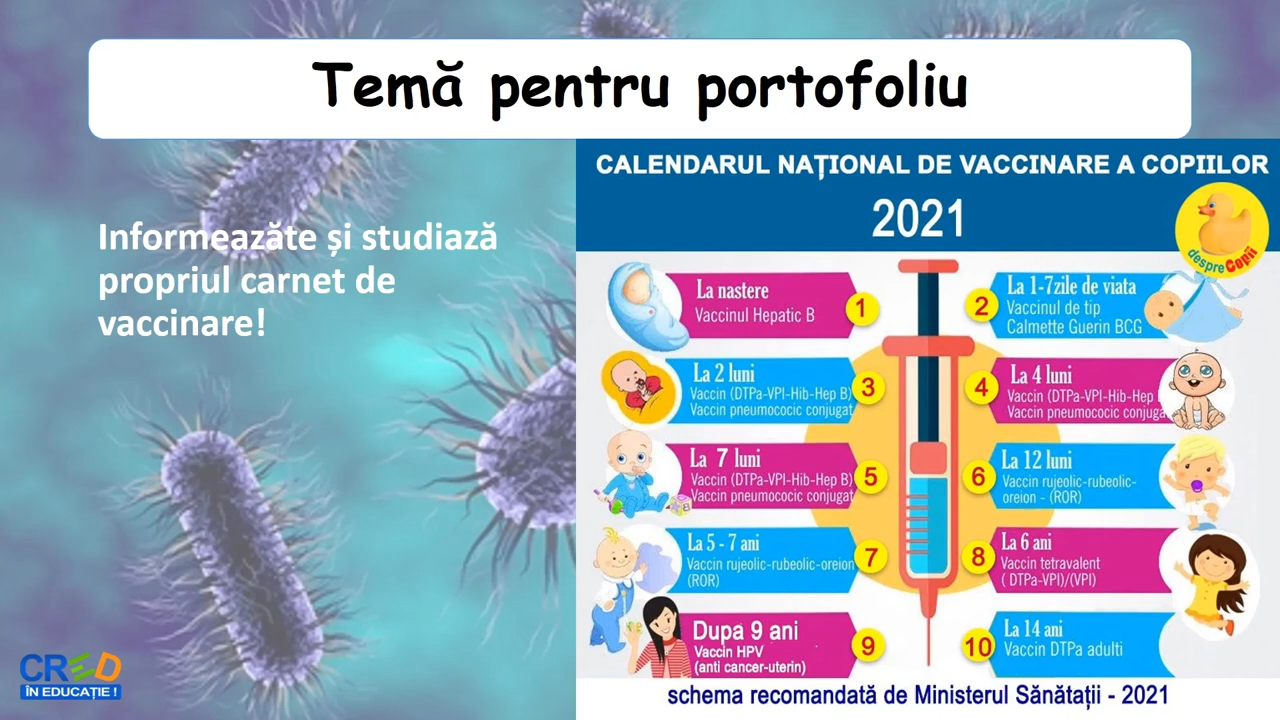 Temă pentru portofoliu
Informeazăte și studiază
propriul carnet de
vaccinare!
CALENDARUL NAȚIONAL DE VACCINARE A COPIILOR
2021
despreCopii
La nastere
Vaccinul Hepatic B
1
2
La 1-7zile de viata
Vaccinul de tip
Calmette Guerin BCG
La 2 luni
Vaccin (DTPa-VPI-Hib-Hep B)
Vaccin pneumococic conjugat
3
4
La 4 luni
Vaccin (DTPa-VPI-Hib-Hep
Vaccin pneumococic conjuga
La 7 luni
Vaccin (DTPa-VPI-Hib-Hep B)
Vaccin pneumococic conjugat
5
6
La 12 luni
Vaccin rujeolic-rubeolic-
oreion - (ROR)
La 5 - 7 ani
Vaccin rujeolic-rubeolic-oreion
(ROR)
7
8
La 6 ani
Vaccin tetravalent
( DTPa-VPI)/(VPI)
Dupa 9 ani
Vaccin HPV
(anti cancer-uterin)
9
10
La 14 ani
Vaccin DTPa adulti
schema recomandată de Ministerul Sănătații - 2021
CRED
ÎN EDUCAȚIE !